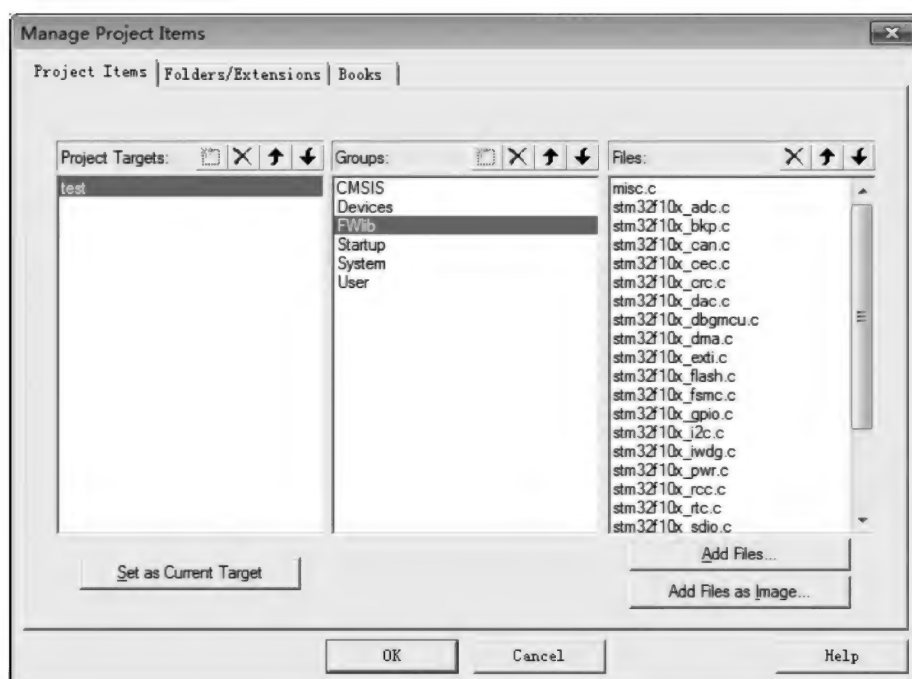 Manage Project Items
Project Items Folders/Extensions Books
Project Targets:
test
Set as Current Target
Groups:
CMSIS
Devices
FWlib
Startup
System
User
Files:
misc.c
stm32f10x_adc.c
stm32f10x_bkp.c
stm32f10x_can.c
stm32f10x_cec.c
stm32f10x_crc.c
stm32f10x_dac.c
stm32f10x_dbgmcu.c
stm32f10x_dma.c
stm32f10x_exti.c
stm32f10x_flash.c
stm32f10x_fsmc.c
stm32f10x_gpio.c
stm32f10x_i2c.c
stm32f10x_iwdg.c
stm32f10x_pwr.c
stm32f10x_rcc.c
stm32f10x_rtc.c
stm32f10x_sdio.c
Add Files...
Add Files as Image...
OK Cancel Help